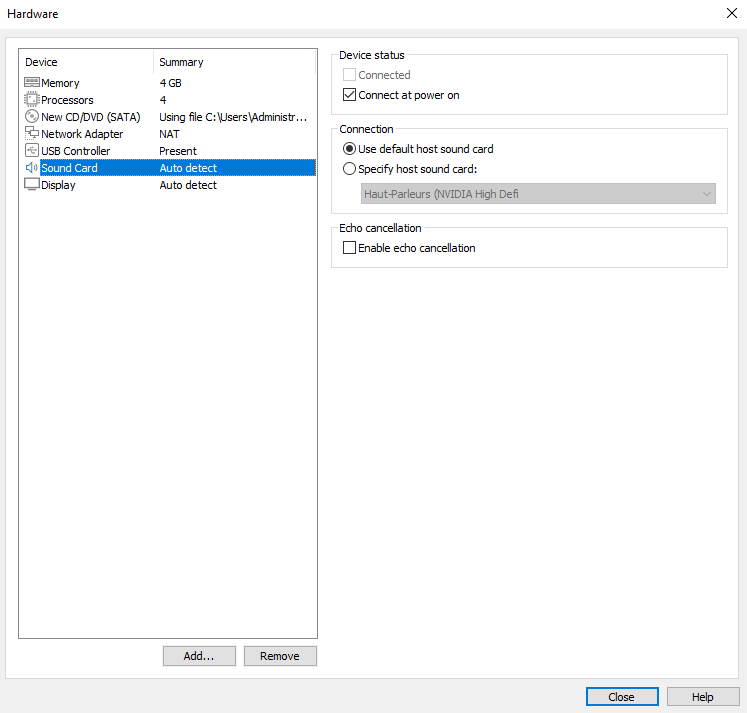 Hardware
Device Summary
Memory 4 GB
Processors 4
New CD/DVD (SATA) Using file C:\Users\Administr...
Network Adapter NAT
USB Controller Present
Sound Card Auto detect
Display Auto detect
Add... Remove
Device status
Connected
Connect at power on
Connection
Use default host sound card
Specify host sound card:
Haut-Parleurs (NVIDIA High Defi
Echo cancellation
Enable echo cancellation
Close Help